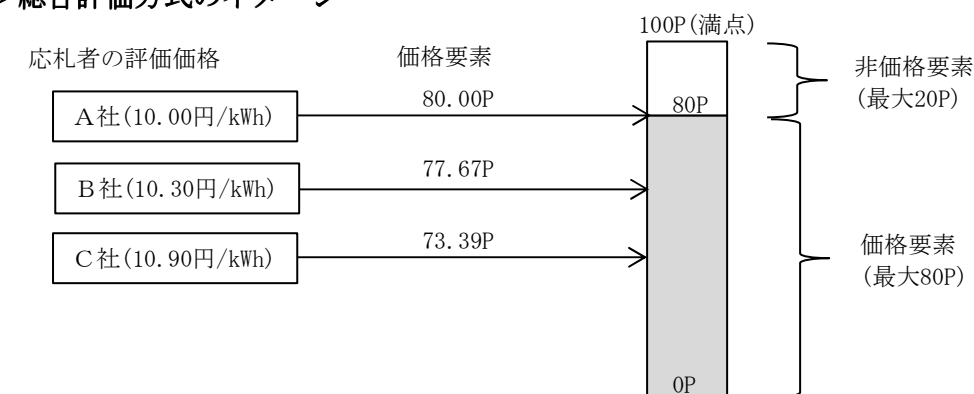 総合評価方式のイメージ
100P(満点)
応札者の評価価格
価格要素
非価格要素
(最大20P)
A社(10.00円/kWh)
80.00P
80P
B社(10.30円/kWh)
77.67P
C社(10.90円/kWh)
73.39P
価格要素
(最大80P)
0P